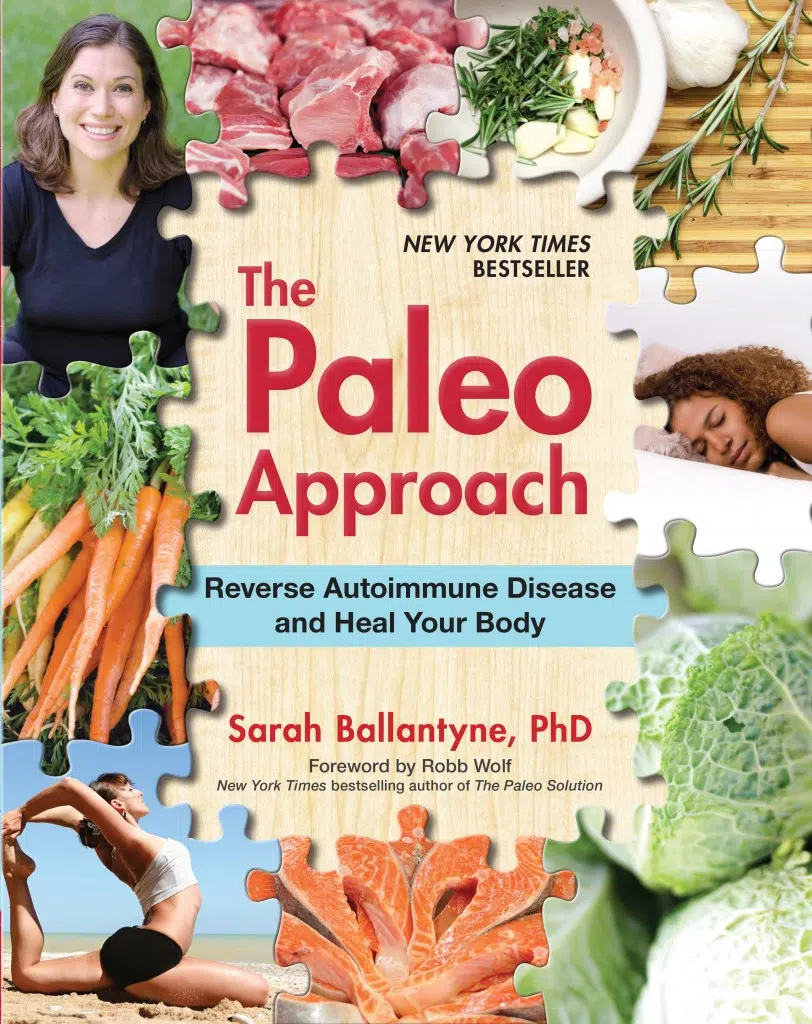 NEW YORK TIMES
BESTSELLER
The
Paleo
Approach
Reverse Autoimmune Disease
and Heal Your Body
Sarah Ballantyne, PhD
Foreword by Robb Wolf
New York Times bestselling author of The Paleo Solution